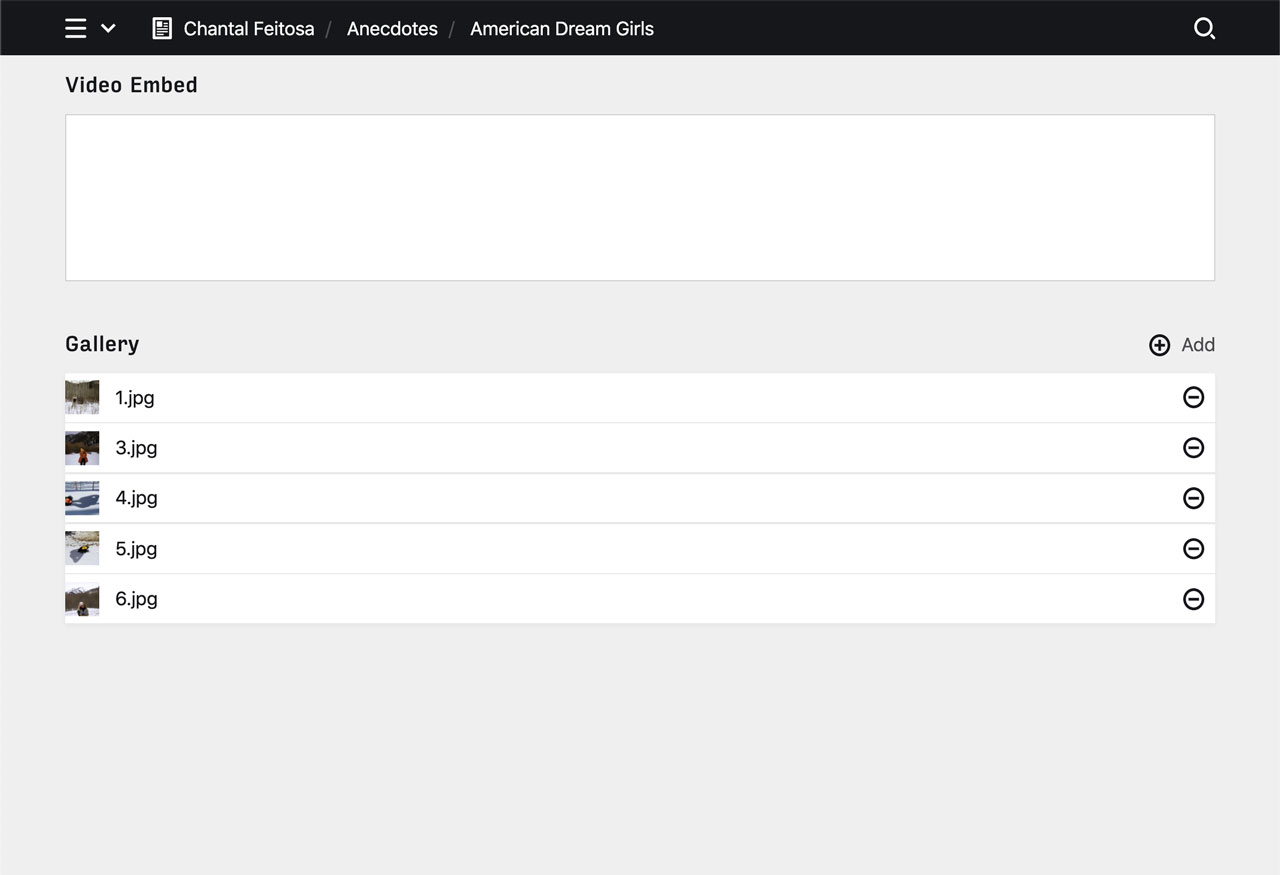 Chantal Feitosa / Anecdotes / American Dream Girls
Video Embed
Gallery
Add
1.jpg
3.jpg
4.jpg
5.jpg
6.jpg